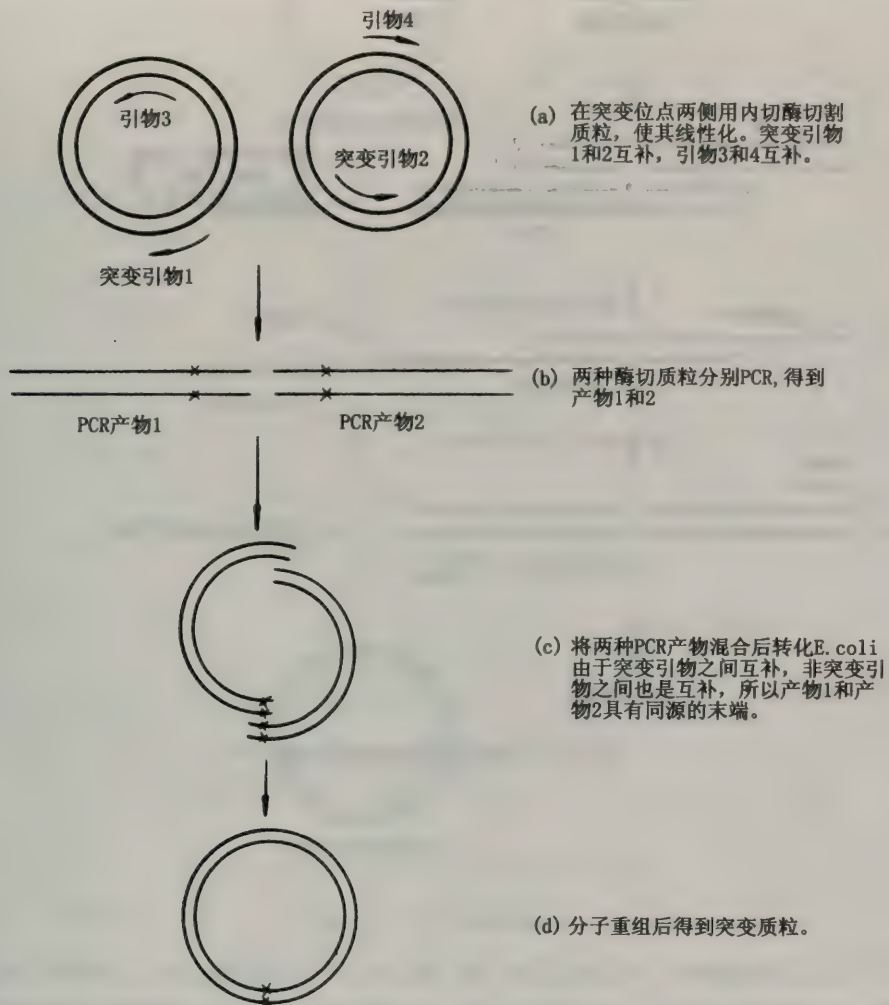 引物4
引物3
突变引物2
突变引物1
(a) 在突变位点两侧用内切酶切割
质粒，使其线性化。突变引物
1和2互补，引物3和4互补。
(b) 两种酶切质粒分别PCR,得到
产物1和2
PCR产物1
PCR产物2
(c) 将两种PCR产物混合后转化E.coli
由于突变引物之间互补，非突变引
物之间也是互补，所以产物1和产
物2具有同源的末端。
(d) 分子重组后得到突变质粒。